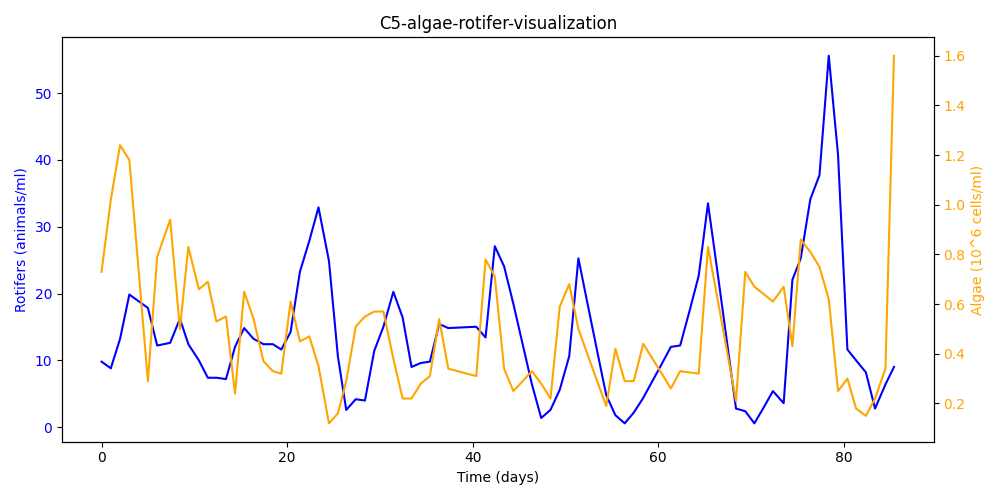 C5-algae-rotifer-visualization
Rotifers (animals/ml)
50
40
30
20
10
0
1.6
1.4
1.2
1.0
0.8
0.6
0.4
0.2
Algae (10^6 cells/ml)
0 20 40 60 80
Time (days)